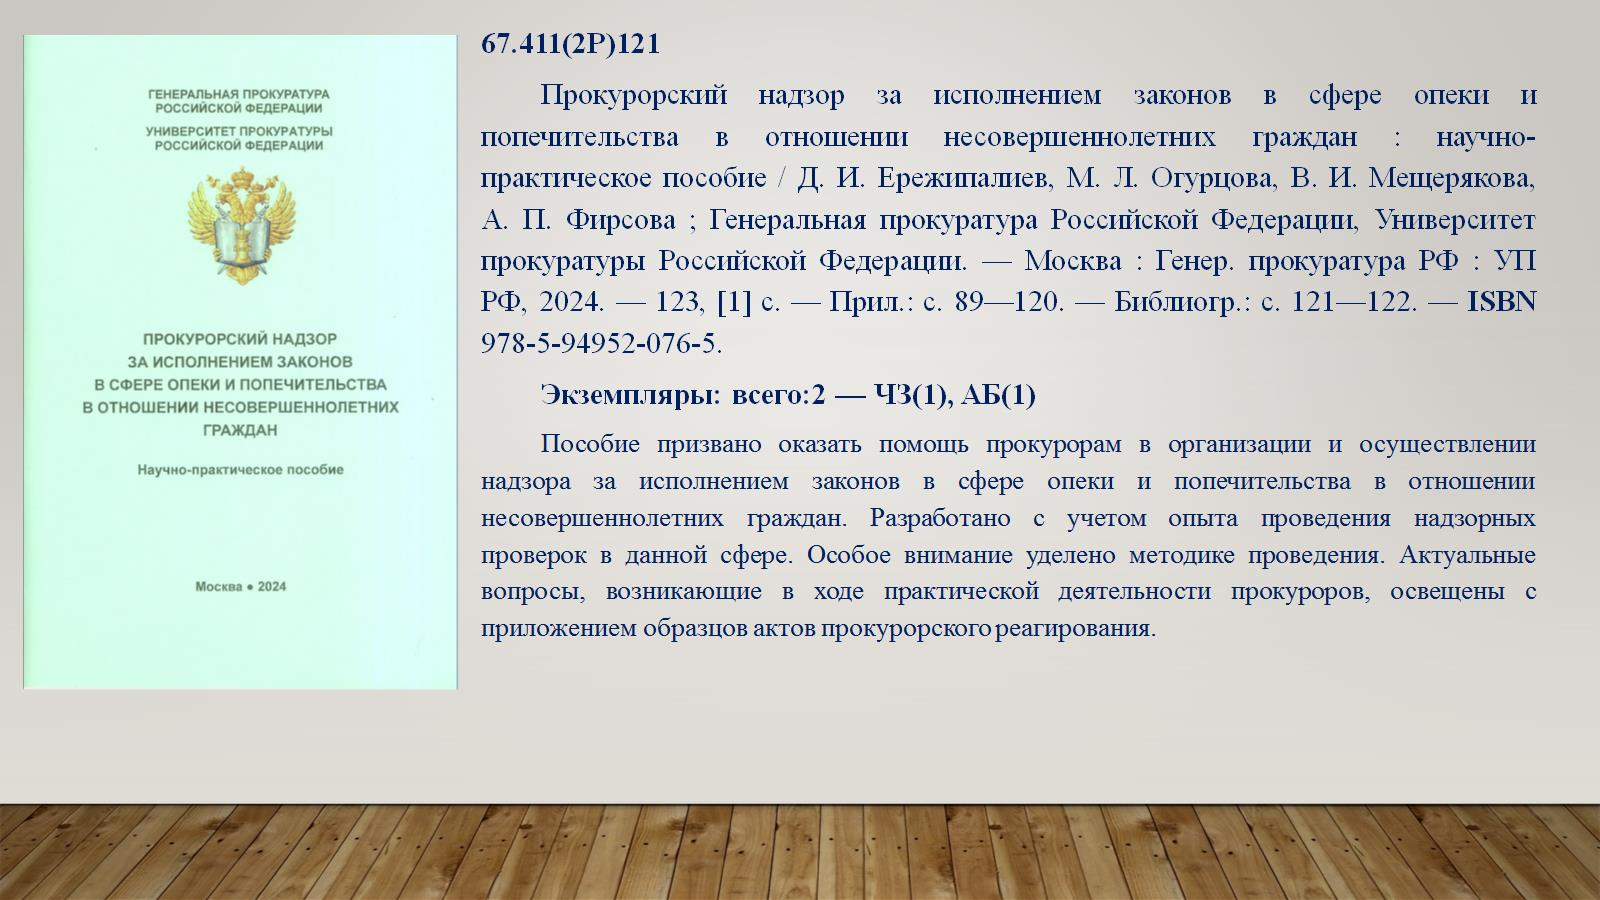 ГЕНЕРАЛЬНАЯ ПРОКУРАТУРА
РОССИЙСКОЙ ФЕДЕРАЦИИ
УНИВЕРСИТЕТ ПРОКУРАТУРЫ
РОССИЙСКОЙ ФЕДЕРАЦИИ
ПРОКУРОРСКИЙ НАДЗОР
ЗА ИСПОЛНЕНИЕМ ЗАКОНОВ
В СФЕРЕ ОПЕКИ И ПОПЕЧИТЕЛЬСТВА
В ОТНОШЕНИИ НЕСОВЕРШЕННОЛЕТНИХ
ГРАЖДАН
Научно-практическое пособие
Москва ● 2024
67.411(2Р)121
Прокурорский надзор за исполнением законов в сфере опеки и
попечительства в отношении несовершеннолетних граждан : научно-
практическое пособие / Д. И. Ережипалиев, М. Л. Огурцова, В. И. Мещерякова,
А. П. Фирсова ; Генеральная прокуратура Российской Федерации, Университет
прокуратуры Российской Федерации. — Москва : Генер. прокуратура РФ : УП
РФ, 2024. — 123, [1] с. — Прил.: с. 89—120. — Библиогр.: с. 121—122. — ISBN
978-5-94952-076-5.
Экземпляры: всего:2 — ЧЗ(1), АБ(1)
Пособие призвано оказать помощь прокурорам в организации и осуществлении
надзора за исполнением законов в сфере опеки и попечительства в отношении
несовершеннолетних граждан. Разработано с учетом опыта проведения надзорных
проверок в данной сфере. Особое внимание уделено методике проведения. Актуальные
вопросы, возникающие в ходе практической деятельности прокуроров, освещены с
приложением образцов актов прокурорского реагирования.